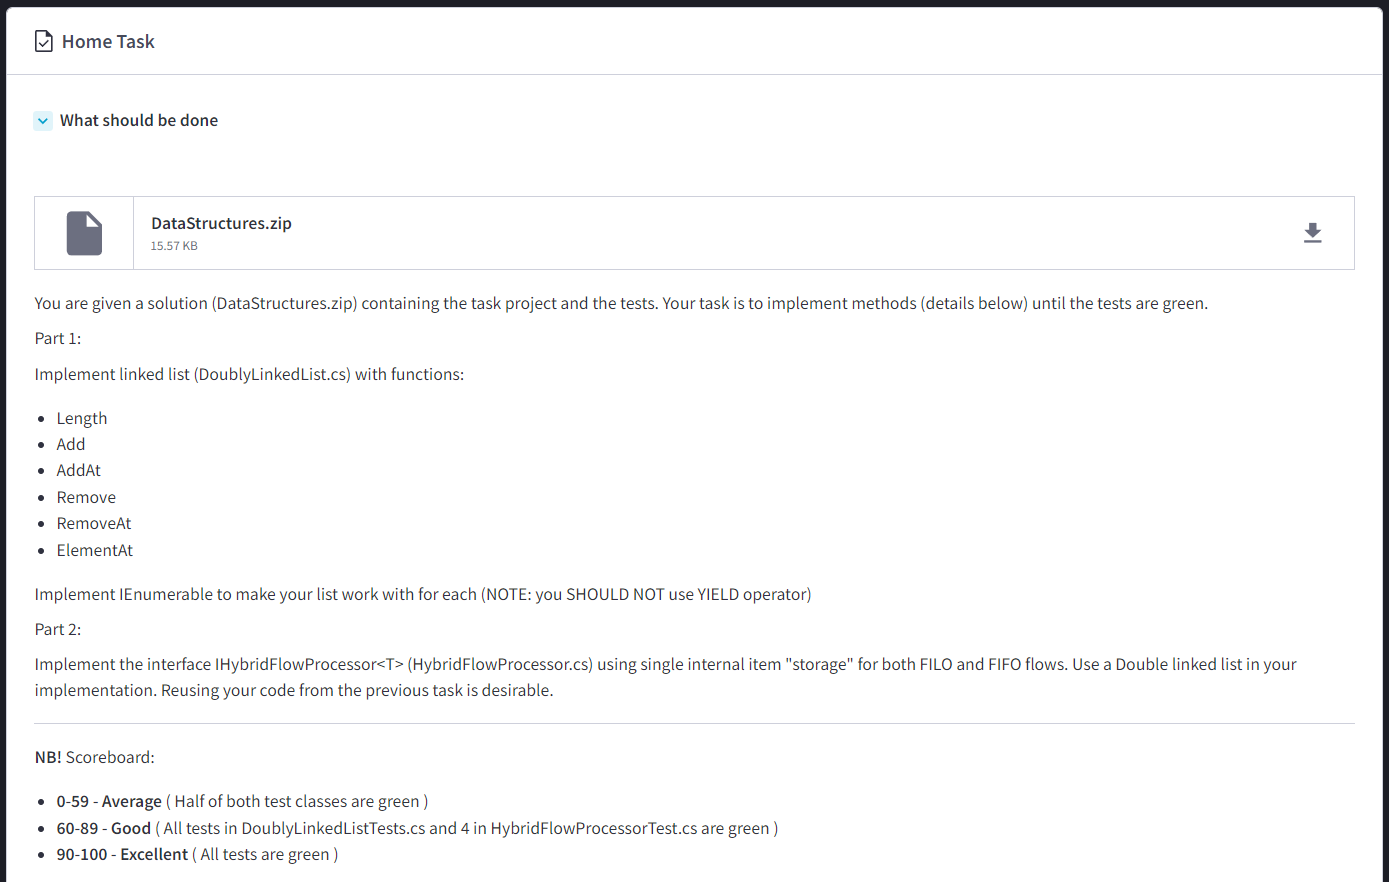 Home Task
What should be done
DataStructures.zip
15.57 KB
You are given a solution (DataStructures.zip) containing the task project and the tests. Your task is to implement methods (details below) until the tests are green.
Part 1:
Implement linked list (DoublyLinkedList.cs) with functions:
Length
Add
AddAt
Remove
RemoveAt
ElementAt
Implement IEnumerable to make your list work with for each (NOTE: you SHOULD NOT use YIELD operator)
Part 2:
Implement the interface IHybridFlowProcessor<T> (HybridFlowProcessor.cs) using single internal item "storage" for both FILO and FIFO flows. Use a Double linked list in your
implementation. Reusing your code from the previous task is desirable.
NB! Scoreboard:
0-59 - Average ( Half of both test classes are green )
60-89 - Good ( All tests in DoublyLinkedListTests.cs and 4 in HybridFlowProcessorTest.cs are green )
90-100 - Excellent ( All tests are green )